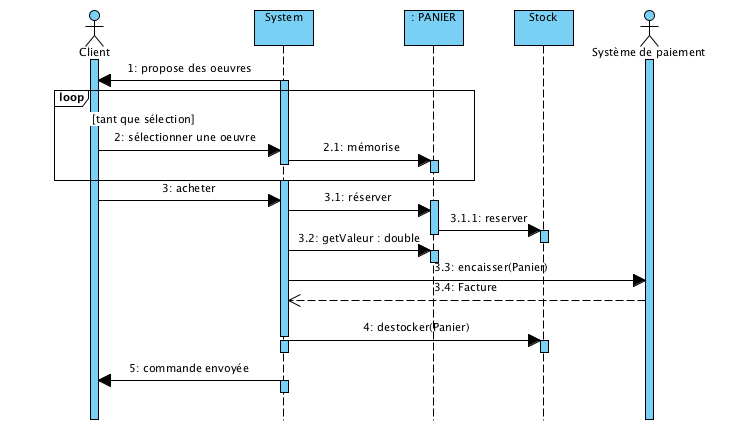 System
: PANIER
Stock
Client
Système de paiement
1: propose des oeuvres
loop
[tant que sélection]
2: sélectionner une oeuvre
2.1: mémorise
3: acheter
3.1: réserver
3.1.1: reserver
3.2: getValeur : double
3.3: encaisser(Panier)
3.4: Facture
4: destocker(Panier)
5: commande envoyée